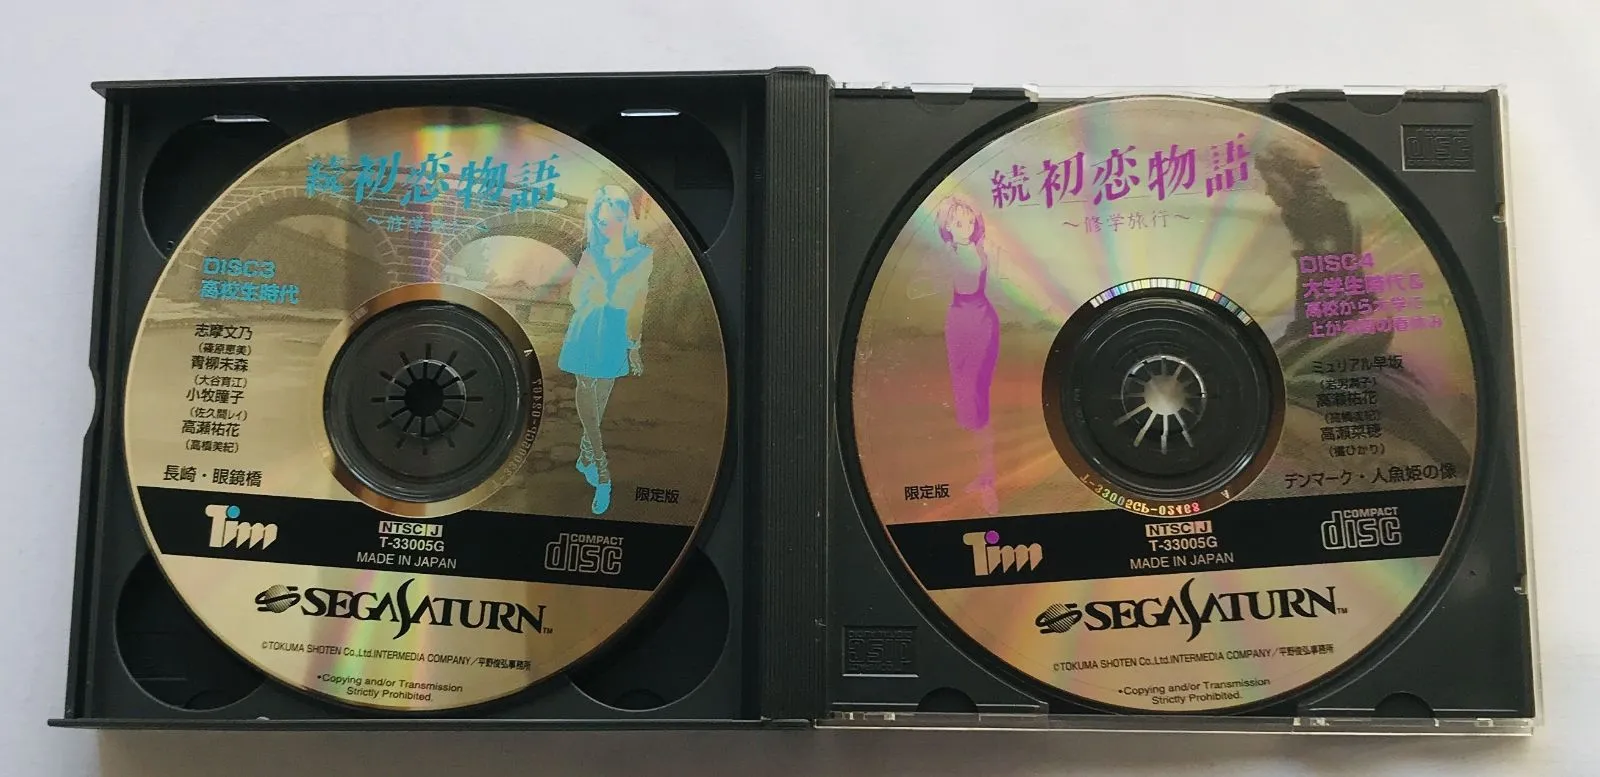 続 初恋物語
～修学旅行～
DISC3
高校生時代
志摩文乃
(篠原恵美)
青柳未森
(大谷育江)
小牧瞳子
(佐久間レイ)
高瀬祐花
(高橋美紀)
長崎・眼鏡橋
限定版
Tim
NTSC J
T-33005G
MADE IN JAPAN
COMPACT
disc
SEGA SATURN™
©TOKUMA SHOTEN Co.,Ltd.INTERMEDIA COMPANY／平野俊弘事務所
•Copying and/or Transmission
Strictly Prohibited.
続 初恋物語
～修学旅行～
DISC4
大学生時代&
高校から大学に
上がる間の春休み
ミュリアル早坂
(岩男潤子)
高瀬祐花
(高橋美紀)
高瀬菜穂
デンマーク・人魚姫の像
限定版
Tim
NTSC J
T-33005G
MADE IN JAPAN
COMPACT
disc
SEGA SATURN™
©TOKUMA SHOTEN Co.,Ltd.INTERMEDIA COMPANY／平野俊弘事務所
•Copying and/or Transmission
Strictly Prohibited.
COMPACT
disc